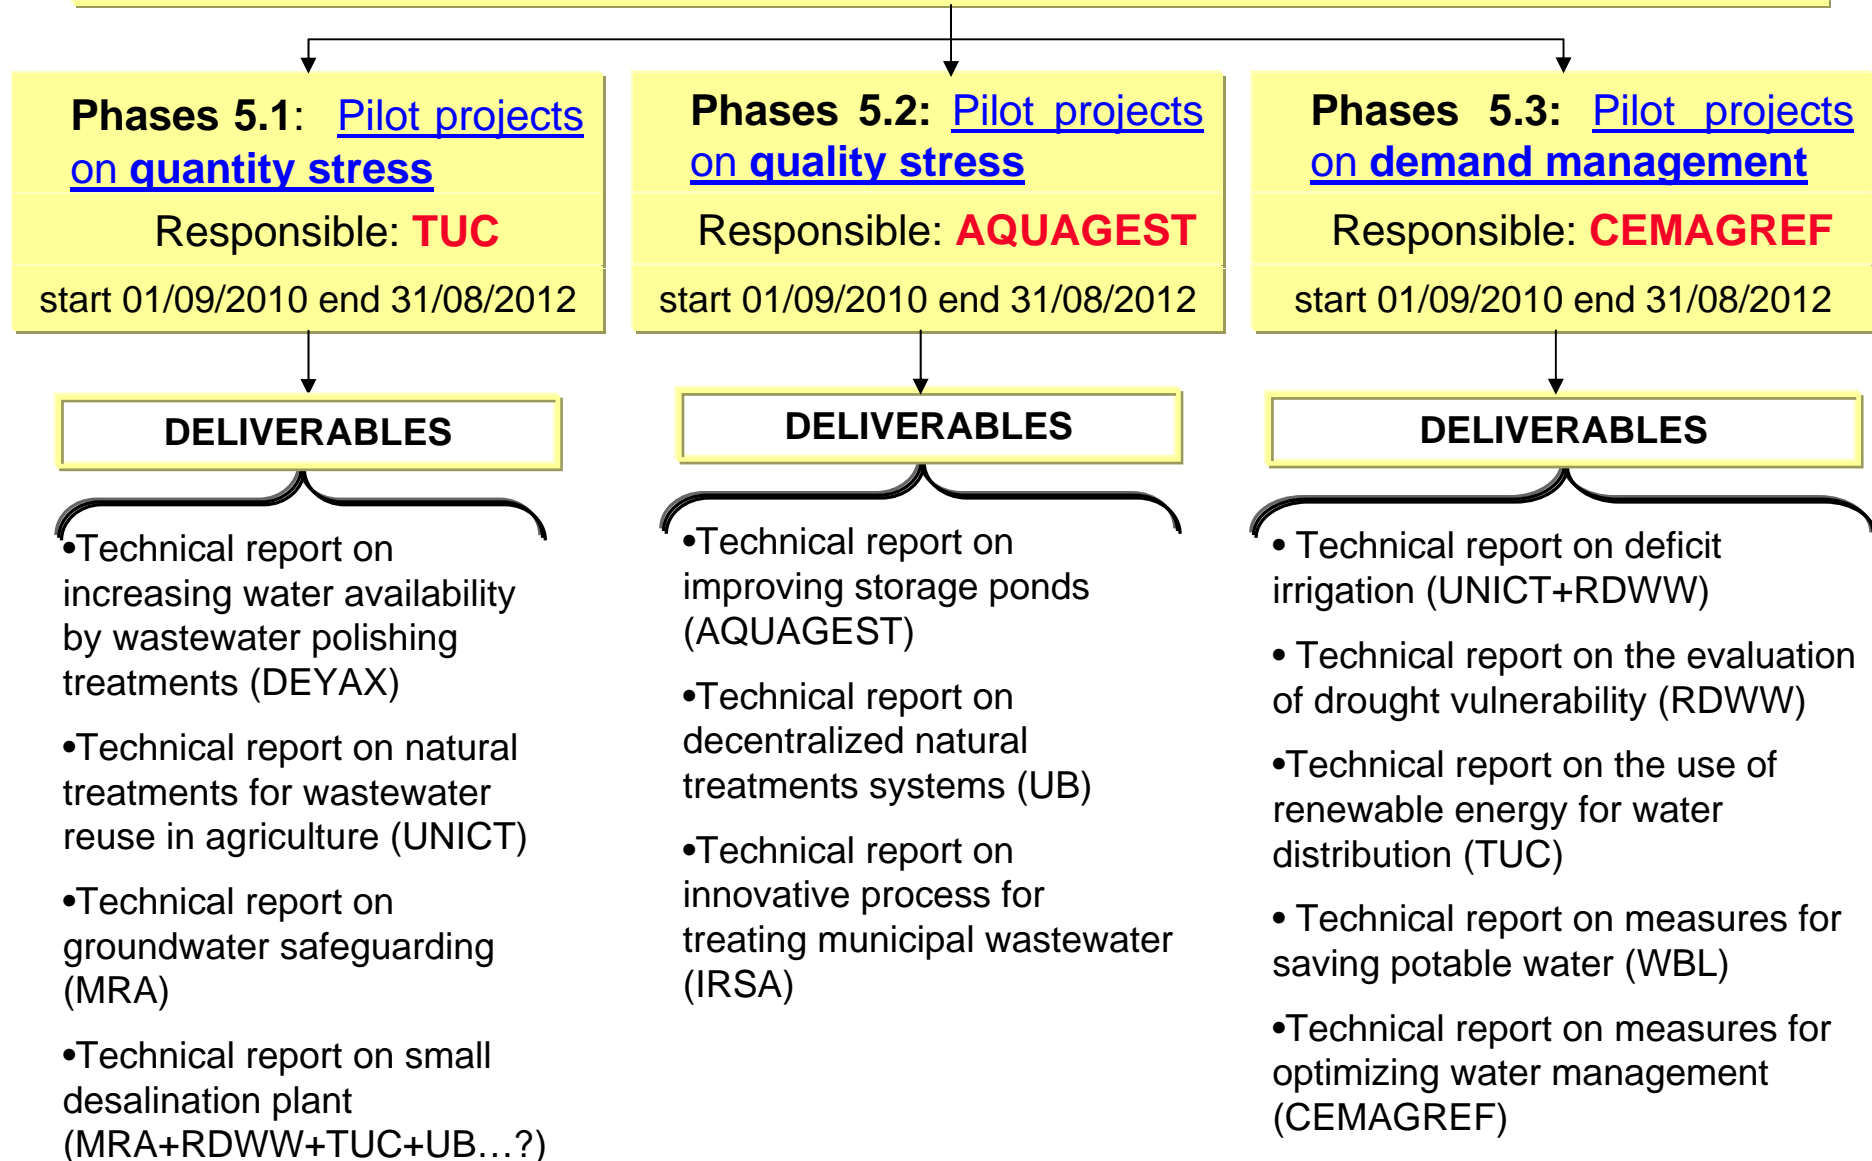 Phases 5.1: Pilot projects
on quantity stress
Responsible: TUC
start 01/09/2010 end 31/08/2012
DELIVERABLES
•Technical report on
increasing water availability
by wastewater polishing
treatments (DEYAX)
•Technical report on natural
treatments for wastewater
reuse in agriculture (UNICT)
•Technical report on
groundwater safeguarding
(MRA)
•Technical report on small
desalination plant
(MRA+RDWW+TUC+UB…?)
Phases 5.2: Pilot projects
on quality stress
Responsible: AQUAGEST
start 01/09/2010 end 31/08/2012
DELIVERABLES
•Technical report on
improving storage ponds
(AQUAGEST)
•Technical report on
decentralized natural
treatments systems (UB)
•Technical report on
innovative process for
treating municipal wastewater
(IRSA)
Phases 5.3: Pilot projects
on demand management
Responsible: CEMAGREF
start 01/09/2010 end 31/08/2012
DELIVERABLES
• Technical report on deficit
irrigation (UNICT+RDWW)
• Technical report on the evaluation
of drought vulnerability (RDWW)
•Technical report on the use of
renewable energy for water
distribution (TUC)
• Technical report on measures for
saving potable water (WBL)
•Technical report on measures for
optimizing water management
(CEMAGREF)